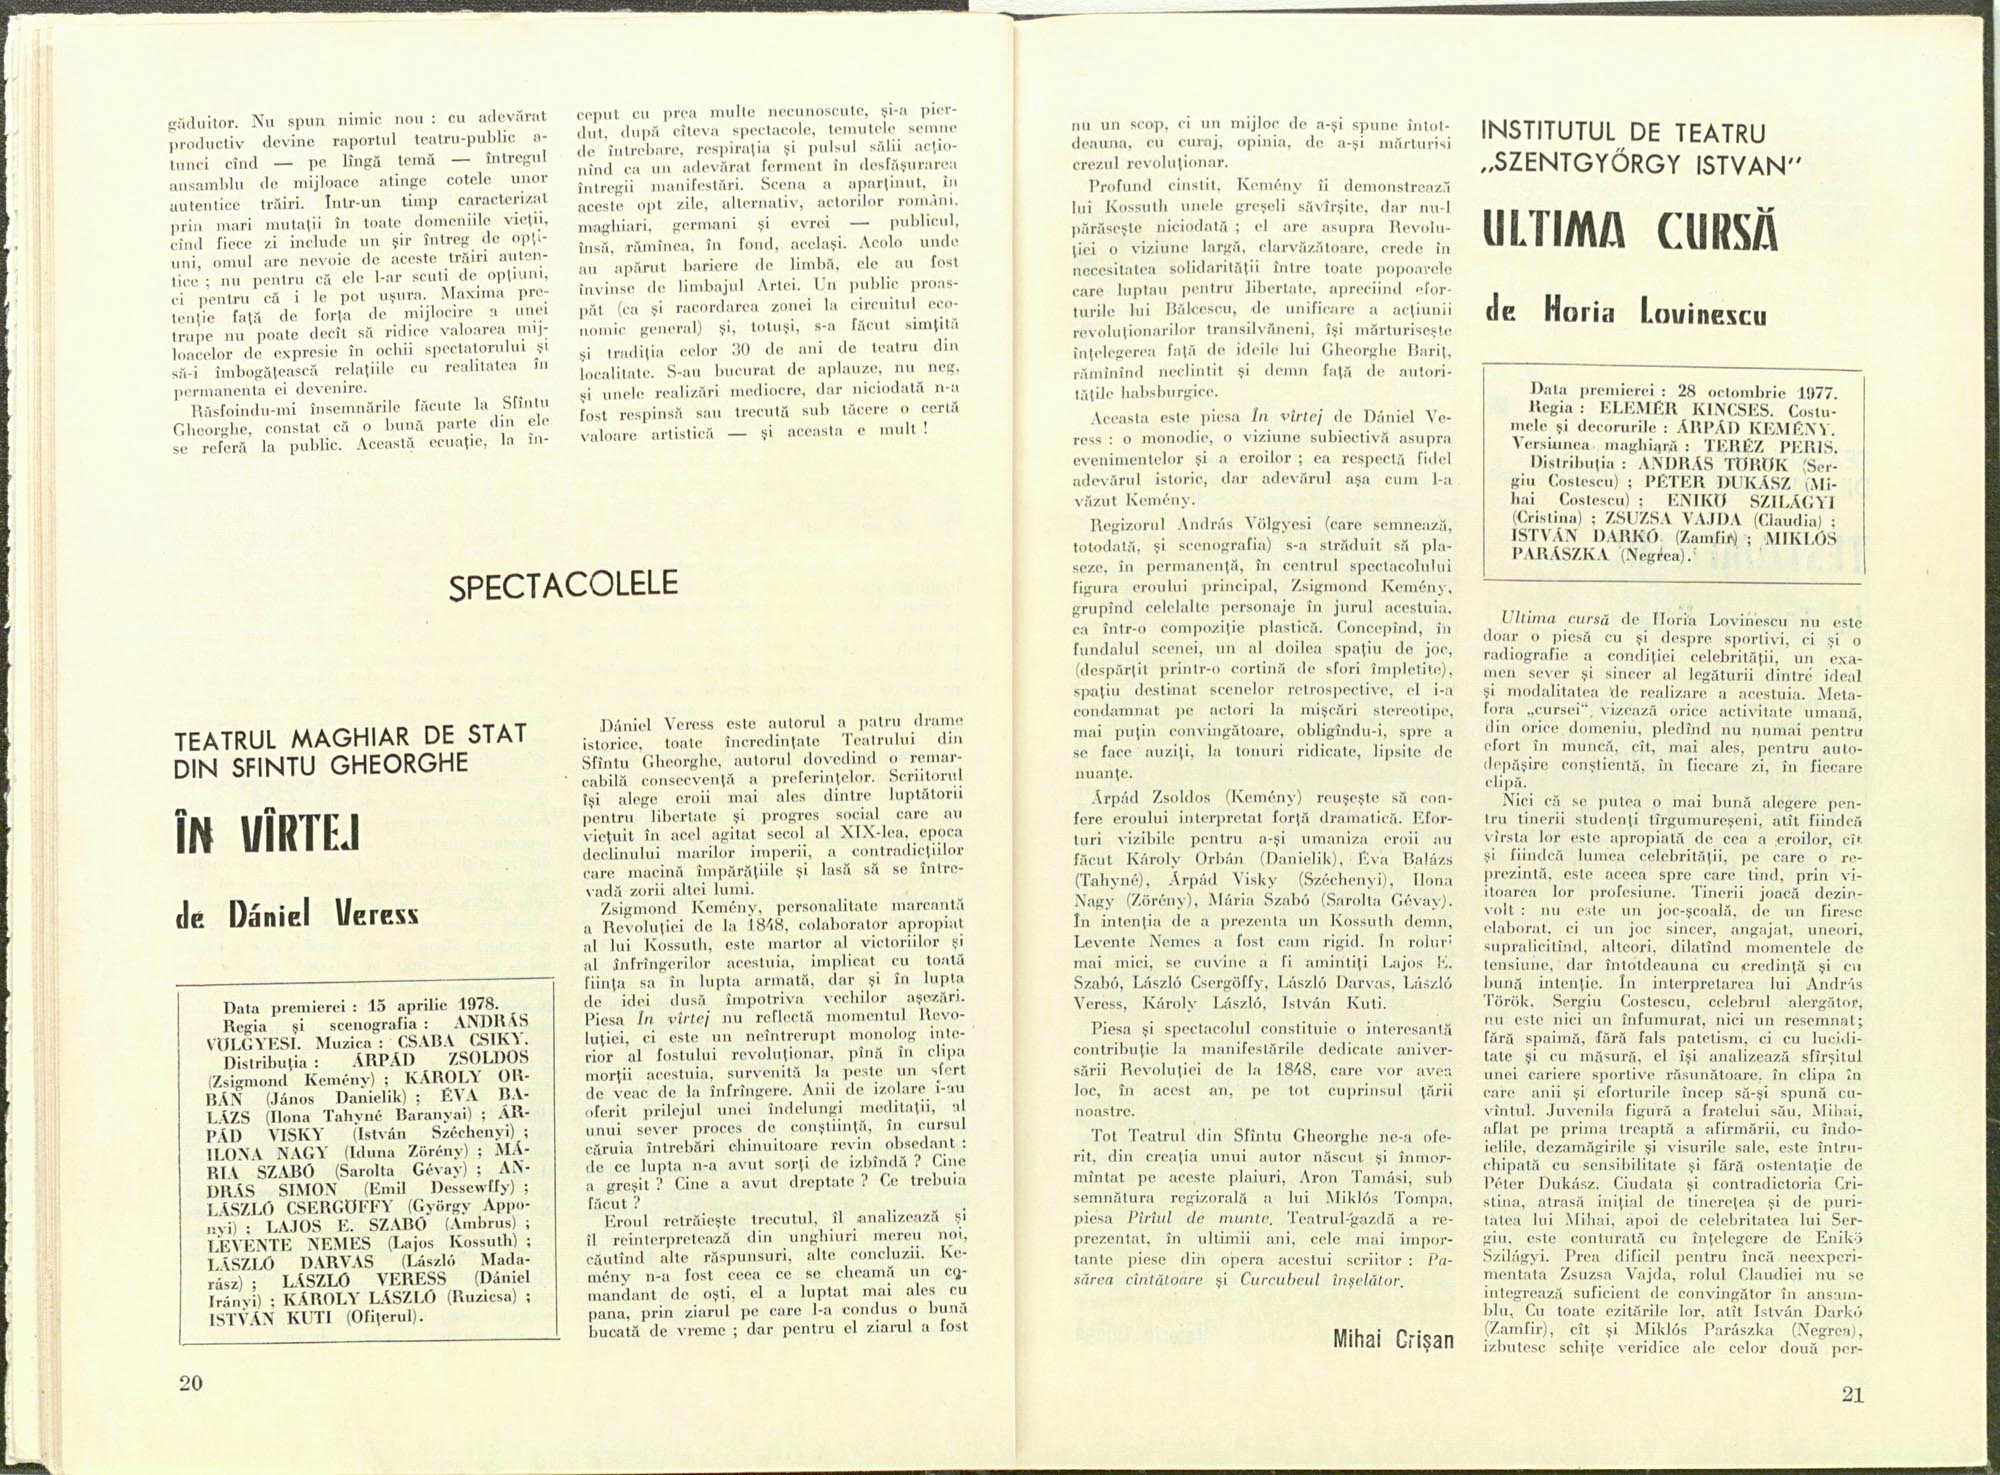 găduitor. Nu spun nimic nou : cu adevărat
productiv devine raportul teatru-public a-
tunci cînd — pe lîngă temă — întregul
ansamblu de mijloace atinge cotele unor
autentice trăiri. Într-un timp caracterizat
prin mari mutații în toate domeniile vieții,
cînd fiece zi include un șir întreg de opți-
uni, omul are nevoie de aceste trăiri auten-
tice ; nu pentru că ele l-ar scuti de opțiuni,
ci pentru că i le pot ușura. Maxima pre-
tenție față de forța de mijlocire a unei
trupe nu poate decît să ridice valoarea mij-
loacelor de expresie în ochii spectatorului și
să-i îmbogățească relațiile cu realitatea în
permanenta ei devenire.
Răsfoindu-mi însemnările făcute la Sfîntu
Gheorghe, constat că o bună parte din ele
se referă la public. Această ecuație, la în-
ceput cu prea multe necunoscute, și-a pier-
dut, după cîteva spectacole, temutele semne
de întrebare, respirația și pulsul sălii acțio-
nînd ca un adevărat ferment în desfășurarea
întregii manifestări. Scena a aparținut, în
aceste opt zile, alternativ, actorilor români,
maghiari, germani și evrei — publicul,
însă, rămînea, în fond, același. Acolo unde
au apărut bariere de limbă, ele au fost
învinse de limbajul Artei. Un public proas-
păt (ca și racordarea zonei la circuitul eco-
nomic general) și, totuși, s-a făcut simțită
și tradiția celor 30 de ani de teatru din
localitate. S-au bucurat de aplauze, nu neg,
și unele realizări mediocre, dar niciodată n-a
fost respinsă sau trecută sub tăcere o certă
valoare artistică — și aceasta e mult !
SPECTACOLELE
TEATRUL MAGHIAR DE STAT
DIN SFINTU GHEORGHE
ÎN VÎRTEJ
de Dániel Veress
Data premierei : 15 aprilie 1978.
Regia și scenografia : ANDRÁS
VÖLGYESI. Muzica : CSABA CSIKY.
Distribuția : ÁRPÁD ZSOLDOS
(Zsigmond Kemény) ; KÁROLY OR-
BÁN (János Danielik) ; ÉVA BA-
LÁZS (Ilona Tahyné Baranyai) ; ÁR-
PÁD VISKY (István Széchenyi) ;
ILONA NAGY (Iduna Zörény) ; MÁ-
RIA SZABÓ (Sarolta Gévay) ; AN-
DRÁS SIMON (Emil Dessewffy) ;
LÁSZLÓ CSERGÖFFY (György Appo-
nyi) ; LAJOS E. SZABÓ (Ambrus) ;
LEVENTE NEMES (Lajos Kossuth) ;
LÁSZLÓ DARVAS (László Mada-
rász) ; LÁSZLÓ VERESS (Dániel
Irányi) ; KÁROLY LÁSZLÓ (Ruzicsa) ;
ISTVÁN KUTI (Ofițerul).
Dániel Veress este autorul a patru drame
istorice, toate încredințate Teatrului din
Sfîntu Gheorghe, autorul dovedind o remar-
cabilă consecvență a preferințelor. Scriitorul
își alege eroii mai ales dintre luptătorii
pentru libertate și progres social care au
viețuit în acel agitat secol al XIX-lea, epoca
declinului marilor imperii, a contradicțiilor
care macină împărățiile și lasă să se între-
vadă zorii altei lumi.
Zsigmond Kemény, personalitate marcantă
a Revoluției de la 1848, colaborator apropiat
al lui Kossuth, este martor al victoriilor și
al înfrîngerilor acestuia, implicat cu toată
ființa sa în lupta armată, dar și în lupta
de idei dusă împotriva vechilor așezări.
Piesa În vîrtej nu reflectă momentul Revo-
luției, ci este un neîntrerupt monolog inte-
rior al fostului revoluționar, pînă în clipa
morții acestuia, survenită la peste un sfert
de veac de la înfrîngere. Anii de izolare i-au
oferit prilejul unei îndelungi meditații, al
unui sever proces de conștiință, în cursul
căruia întrebări chinuitoare revin obsedant :
de ce lupta n-a avut sorți de izbîndă ? Cine
a greșit ? Cine a avut dreptate ? Ce trebuia
făcut ?
Eroul retrăiește trecutul, îl analizează și
îl reinterpretează din unghiuri mereu noi,
căutînd alte răspunsuri, alte concluzii. Ke-
mény n-a fost ceea ce se cheamă un co-
mandant de oști, el a luptat mai ales cu
pana, prin ziarul pe care l-a condus o bună
bucată de vreme ; dar pentru el ziarul a fost
20
nu un scop, ci un mijloc de a-și spune întot-
deauna, cu curaj, opinia, de a-și mărturisi
crezul revoluționar.
Profund cinstit, Kemény îi demonstrează
lui Kossuth unele greșeli săvîrșite, dar nu-l
părăsește niciodată ; el are asupra Revolu-
ției o viziune largă, clarvăzătoare, crede în
necesitatea solidarității între toate popoarele
care luptau pentru libertate, apreciind efor-
turile lui Bălcescu, de unificare a acțiunii
revoluționarilor transilvăneni, își mărturisește
înțelegerea față de ideile lui Gheorghe Bariț,
rămînînd neclintit și demn față de autori-
tățile habsburgice.
Aceasta este piesa În vîrtej de Dániel Ve-
ress : o monodie, o viziune subiectivă asupra
evenimentelor și a eroilor ; ea respectă fidel
adevărul istoric, dar adevărul așa cum l-a
văzut Kemény.
Regizorul András Völgyesi (care semnează,
totodată, și scenografia) s-a străduit să pla-
seze, în permanență, în centrul spectacolului
figura eroului principal, Zsigmond Kemény,
grupînd celelalte personaje în jurul acestuia,
ca într-o compoziție plastică. Concepînd, în
fundalul scenei, un al doilea spațiu de joc,
(despărțit printr-o cortină de sfori împletite),
spațiu destinat scenelor retrospective, el i-a
condamnat pe actori la mișcări stereotipe,
mai puțin convingătoare, obligîndu-i, spre a
se face auziți, la tonuri ridicate, lipsite de
nuanțe.
Árpád Zsoldos (Kemény) reușește să con-
fere eroului interpretat forță dramatică. Efor-
turi vizibile pentru a-și umaniza eroii au
făcut Károly Orbán (Danielik), Éva Balázs
(Tahyné), Árpád Visky (Széchenyi), Ilona
Nagy (Zörény), Mária Szabó (Sarolta Gévay).
În intenția de a prezenta un Kossuth demn,
Levente Nemes a fost cam rigid. În roluri
mai mici, se cuvine a fi amintiți Lajos E.
Szabó, László Csergöffy, László Darvas, László
Veress, Károly László, István Kuti.
Piesa și spectacolul constituie o interesantă
contribuție la manifestările dedicate aniver-
sării Revoluției de la 1848, care vor avea
loc, în acest an, pe tot cuprinsul țării
noastre.
Tot Teatrul din Sfîntu Gheorghe ne-a ofe-
rit, din creația unui autor născut și înmor-
mîntat pe aceste plaiuri, Aron Tamási, sub
semnătura regizorală a lui Miklós Tompa,
piesa Pîrîul de munte. Teatrul-gazdă a re-
prezentat, în ultimii ani, cele mai impor-
tante piese din opera acestui scriitor : Pa-
sărea cîntătoare și Curcubeul înșelător.
Mihai Crișan
INSTITUTUL DE TEATRU
„SZENTGYÖRGY ISTVAN"
ULTIMA CURSĂ
de Horia Lovinescu
Data premierei : 28 octombrie 1977.
Regia : ELEMÉR KINCSES. Costu-
mele și decorurile : ÁRPÁD KEMÉNY.
Versiunea maghiară : TERÉZ PERIS.
Distribuția : ANDRÁS TÖRÖK (Ser-
giu Costescu) ; PÉTER DUKÁSZ (Mi-
hai Costescu) ; ENIKÖ SZILÁGYI
(Cristina) ; ZSUZSA VAJDA (Claudia) ;
ISTVÁN DARKÓ (Zamfir) ; MIKLÓS
PARÁSZKA (Negrea).
Ultima cursă de Horia Lovinescu nu este
doar o piesă cu și despre sportivi, ci și o
radiografie a condiției celebrității, un exa-
men sever și sincer al legăturii dintre ideal
și modalitatea de realizare a acestuia. Meta-
fora „cursei“ vizează orice activitate umană,
din orice domeniu, pledînd nu numai pentru
efort în muncă, cît, mai ales, pentru auto-
depășire conștientă, în fiecare zi, în fiecare
clipă.
Nici că se putea o mai bună alegere pen-
tru tinerii studenți tîrgumureșeni, atît fiindcă
vîrsta lor este apropiată de cea a eroilor, cît
și fiindcă lumea celebrității, pe care o re-
prezintă, este aceea spre care tind, prin vi-
itoarea lor profesiune. Tinerii joacă dezin-
volt : nu este un joc-școală, de un firesc
elaborat, ci un joc sincer, angajat, uneori,
supralicitînd, alteori, dilatînd momentele de
tensiune, dar întotdeauna cu credință și cu
bună intenție. În interpretarea lui András
Török, Sergiu Costescu, celebrul alergător,
nu este nici un înfumurat, nici un resemnat;
fără spaimă, fără fals patetism, ci cu lucidi-
tate și cu măsură, el își analizează sfîrșitul
unei cariere sportive răsunătoare, în clipa în
care anii și eforturile încep să-și spună cu-
vîntul. Juvenila figură a fratelui său, Mihai,
aflat pe prima treaptă a afirmării, cu îndo-
ielile, dezamăgirile și visurile sale, este întru-
chipată cu sensibilitate și fără ostentație de
Péter Dukász. Ciudata și contradictoria Cri-
stina, atrasă inițial de tinerețea și de puri-
tatea lui Mihai, apoi de celebritatea lui Ser-
giu, este conturată cu înțelegere de Enikö
Szilágyi. Prea dificil pentru încă neexperi-
mentata Zsuzsa Vajda, rolul Claudiei nu se
integrează suficient de convingător în ansam-
blu. Cu toate ezitările lor, atît István Darkó
(Zamfir), cît și Miklós Parászka (Negrea),
izbutesc schițe veridice ale celor două per-
21